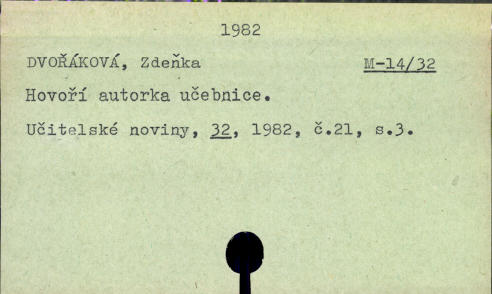 1982
DVOŘÁKOVÁ, Zdeňka M-14/32
Hovoří autorka učebnice.
Učitelské noviny, 32, 1982, č.21, s.3.